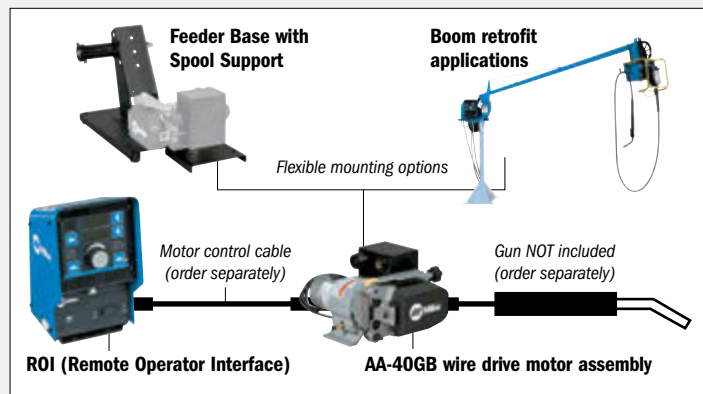 Feeder Base with
Spool Support
Boom retrofit
applications
Flexible mounting options
Motor control cable
(order separately)
Gun NOT included
(order separately)
ROI (Remote Operator Interface)
AA-40GB wire drive motor assembly